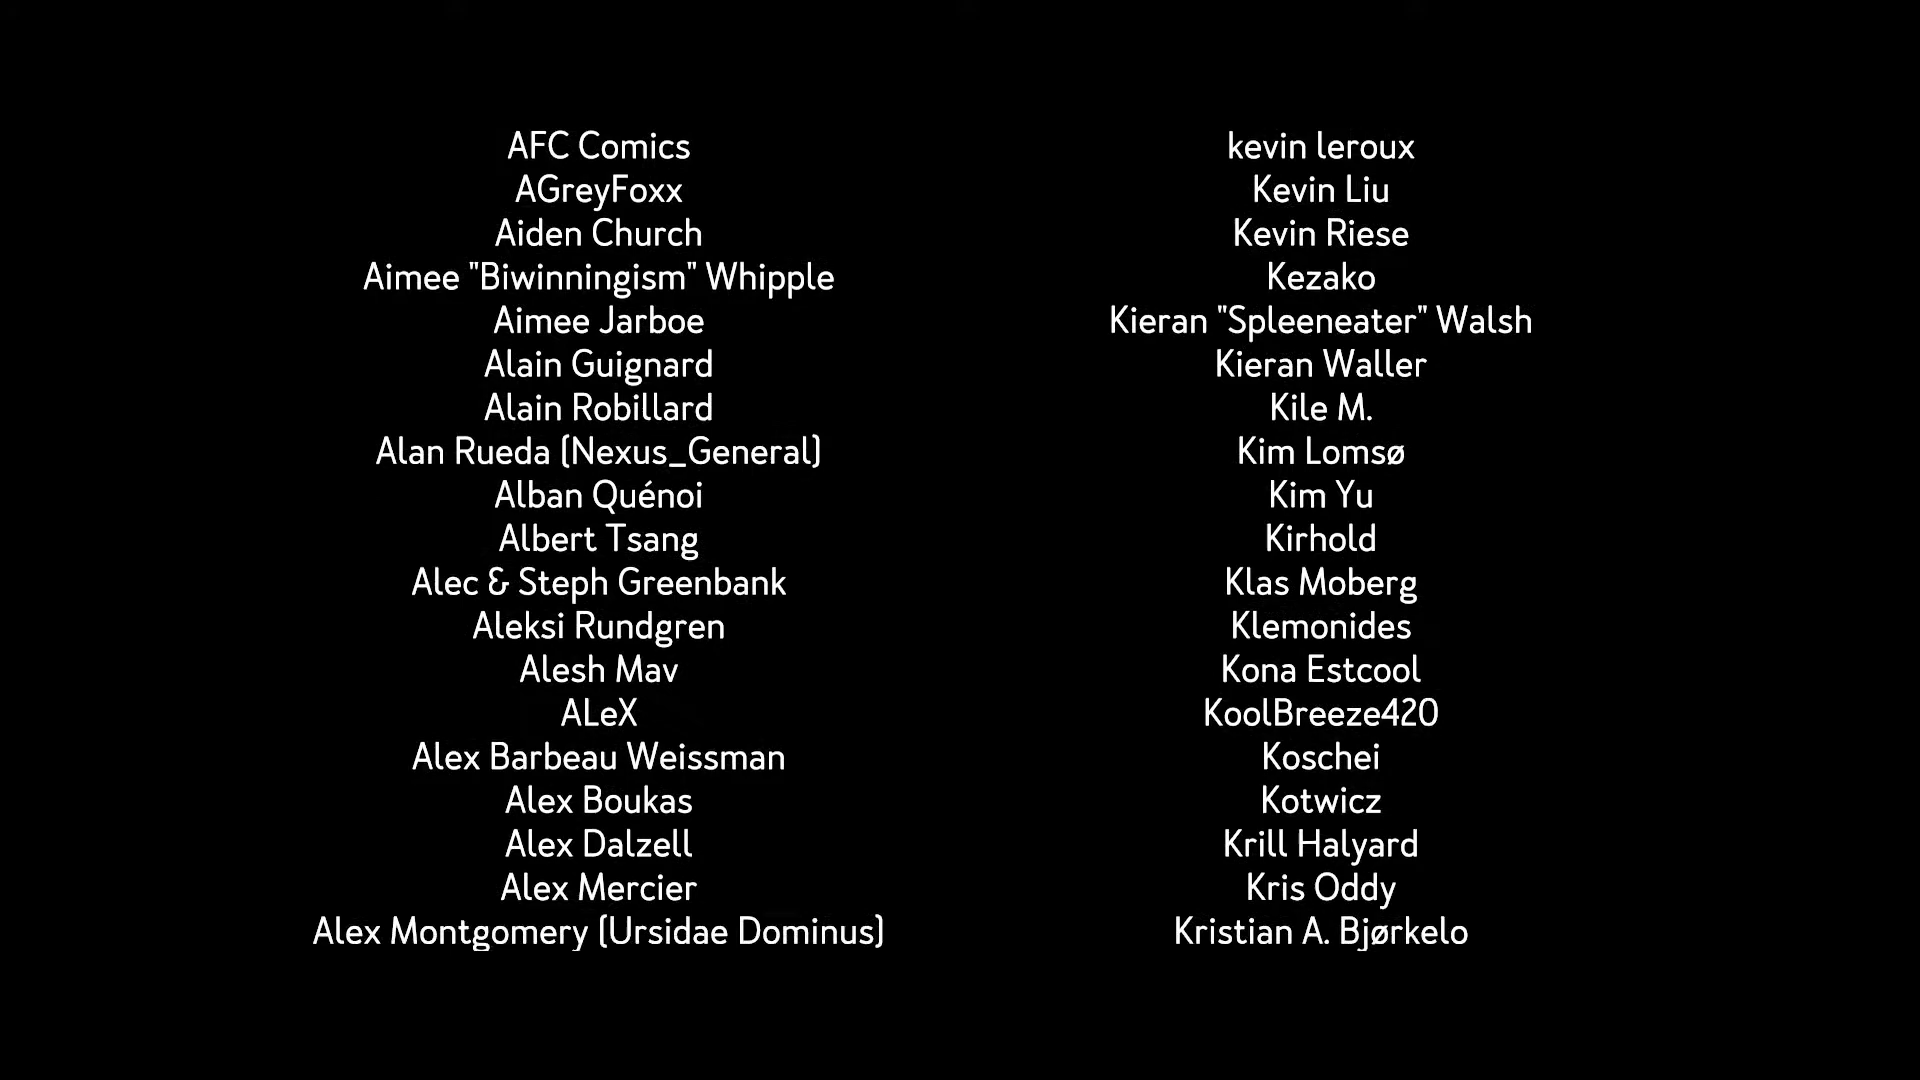 AFC Comics
AGreyFoxx
Aiden Church
Aimee "Biwinningism" Whipple
Aimee Jarboe
Alain Guignard
Alain Robillard
Alan Rueda (Nexus_General)
Alban Quénoi
Albert Tsang
Alec & Steph Greenbank
Aleksi Rundgren
Alesh Mav
ALeX
Alex Barbeau Weissman
Alex Boukas
Alex Dalzell
Alex Mercier
Alex Montgomery (Ursidae Dominus)
kevin leroux
Kevin Liu
Kevin Riese
Kezako
Kieran "Spleeneater" Walsh
Kieran Waller
Kile M.
Kim Lomsø
Kim Yu
Kirhold
Klas Moberg
Klemonides
Kona Estcool
KoolBreeze420
Koschei
Kotwicz
Krill Halyard
Kris Oddy
Kristian A. Bjørkelo